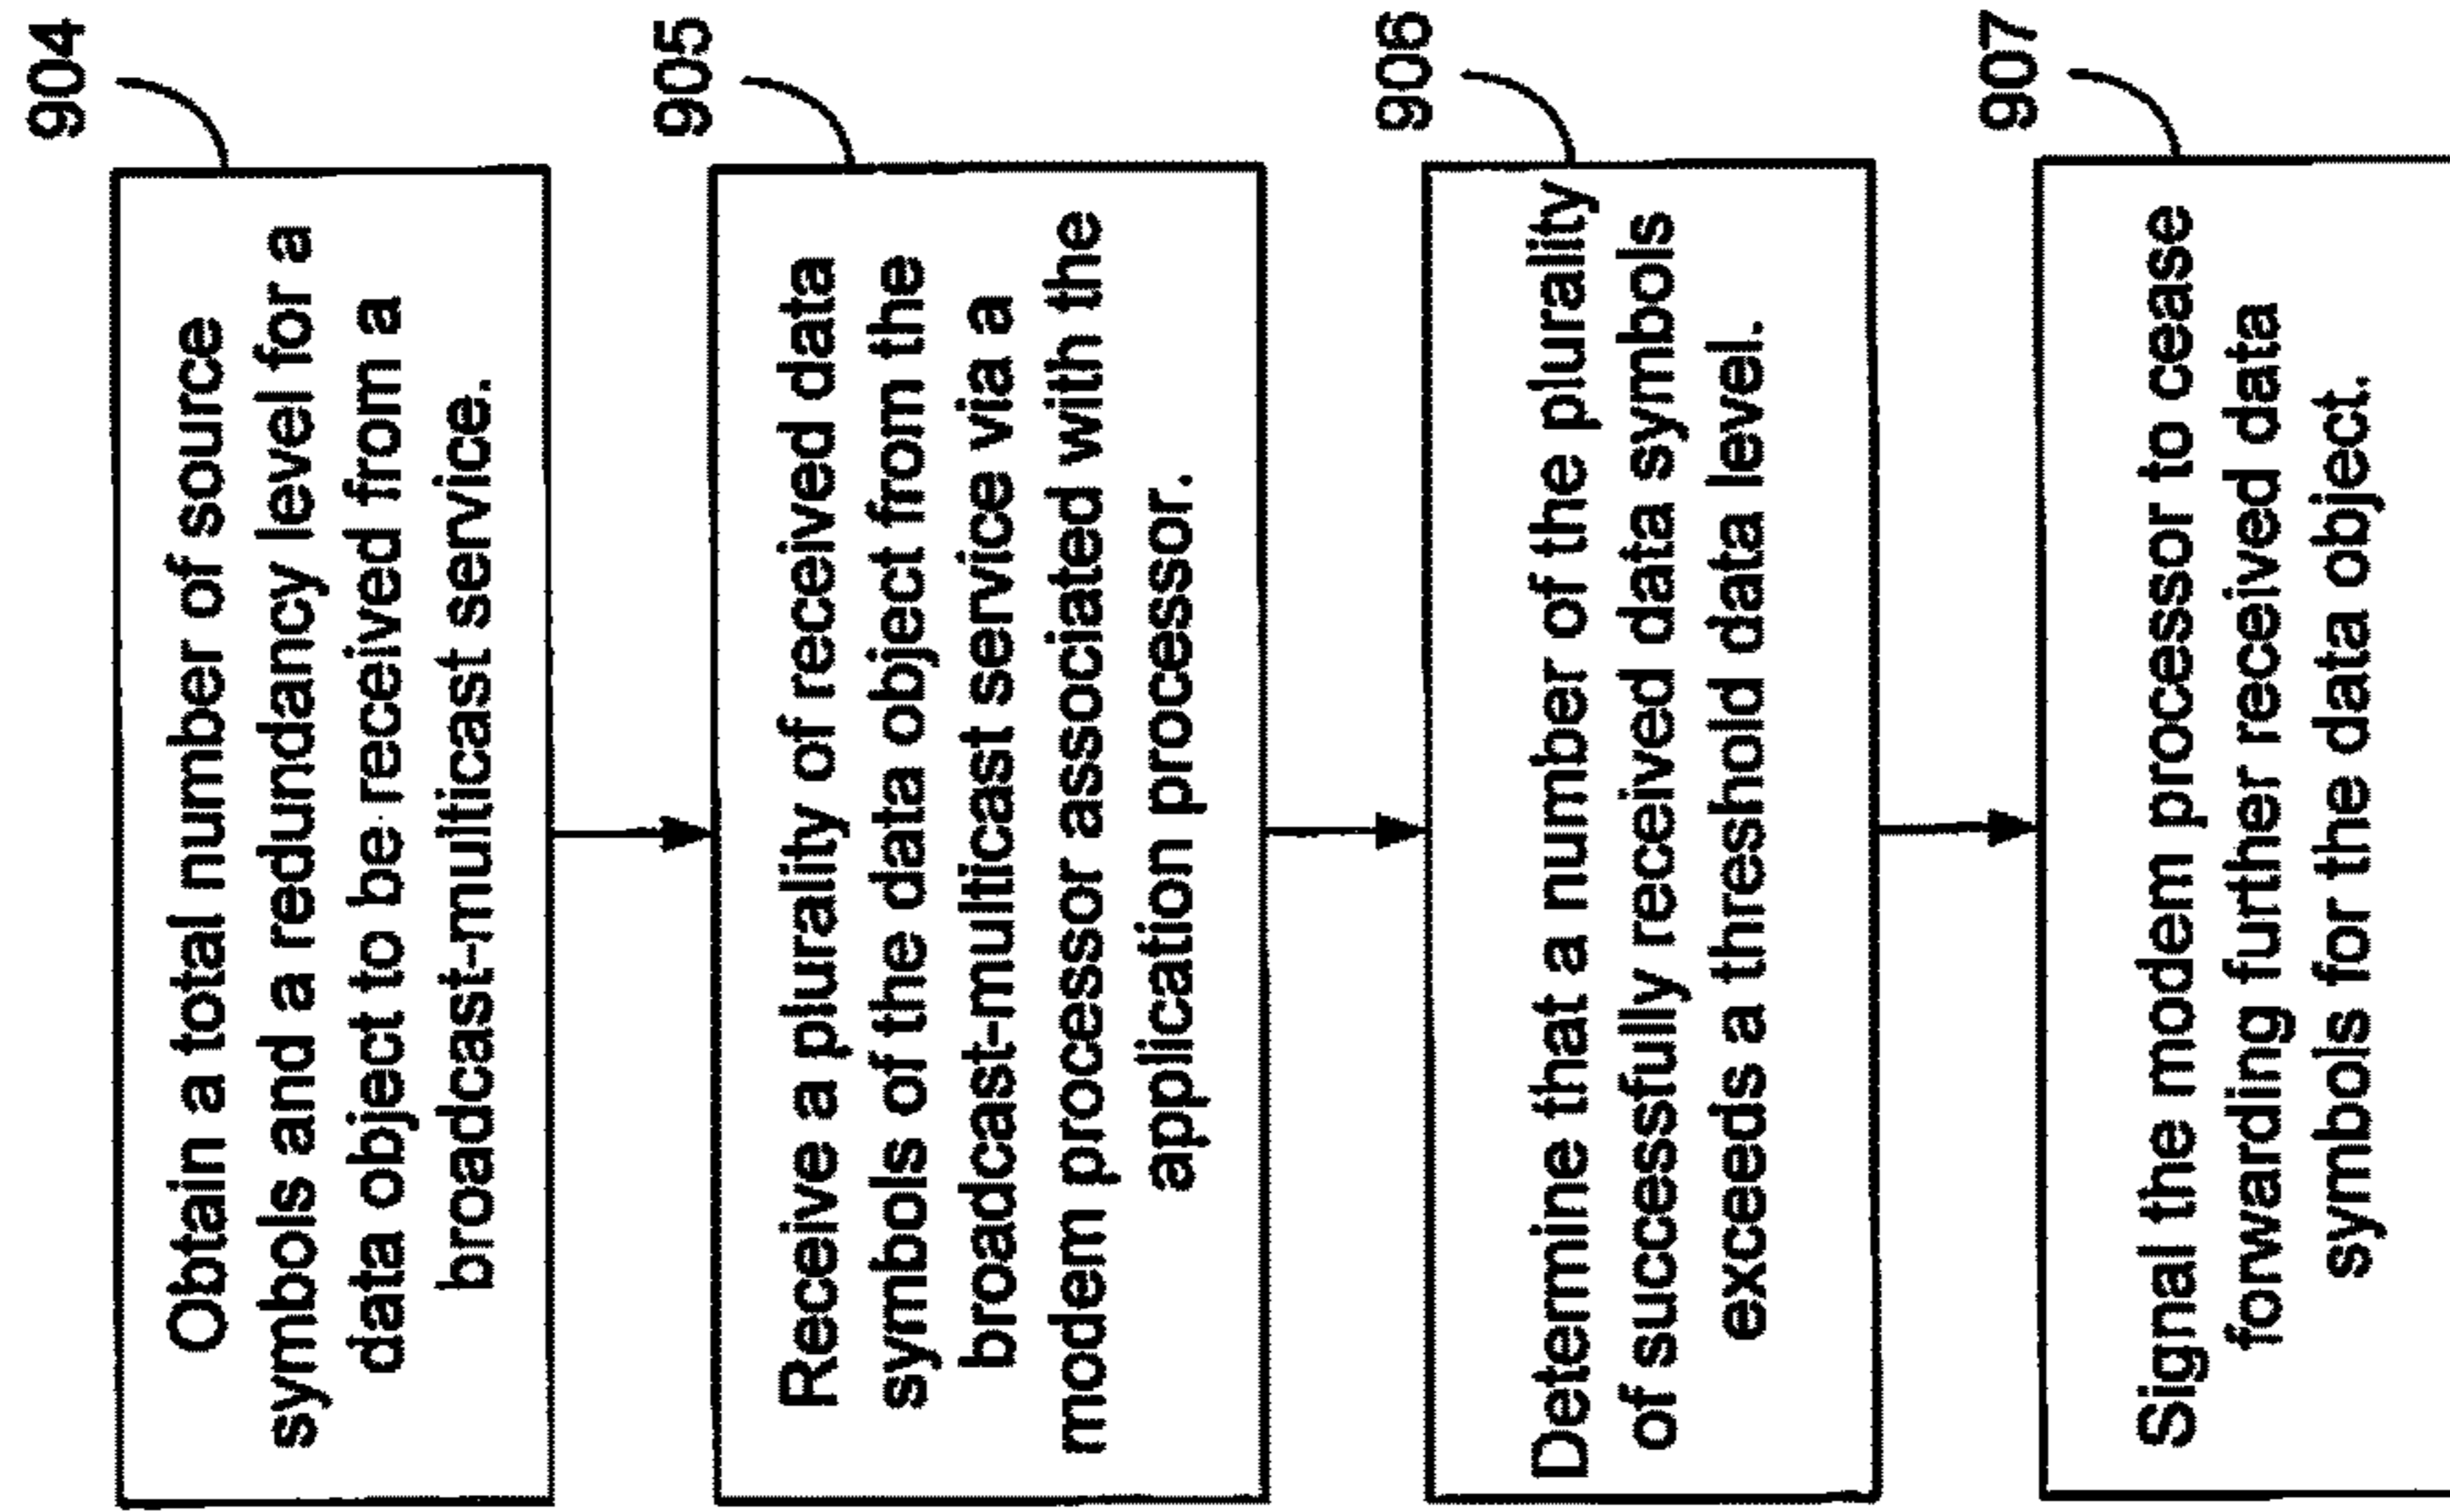 904
Obtain a total number of source
symbols and a redundancy level for a
data object to be received from a
broadcast-multicast service.
905
Receive a plurality of received data
symbols of the data object from the
broadcast-multicast service via a
modem processor associated with the
application processor.
906
Determine that a number of the plurality
of successfully received data symbols
exceeds a threshold data level.
907
Signal the modem processor to cease
forwarding further received data
symbols for the data object.